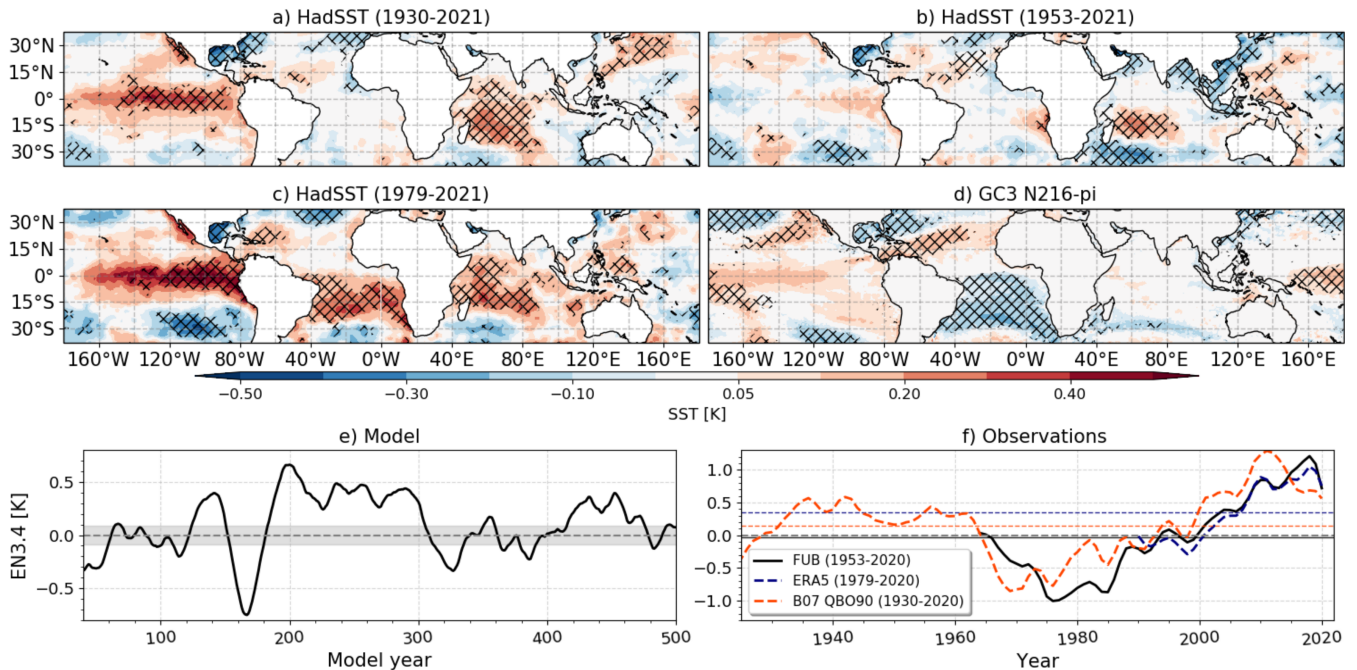 a) HadSST (1930-2021)
b) HadSST (1953-2021)
30°N
15°N
0°
15°S
30°S
c) HadSST (1979-2021)
d) GC3 N216-pi
30°N
15°N
0°
15°S
30°S
160°W 120°W 80°W 40°W 0°E 40°E 80°E 120°E 160°E
160°W 120°W 80°W 40°W 0°E 40°E 80°E 120°E 160°E
−0.50 −0.30 −0.10 0.05 0.20 0.40
SST [K]
e) Model
f) Observations
EN3.4 [K]
0.5
0.0
−0.5
1.0
0.5
0.0
−0.5
−1.0
FUB (1953-2020)
ERA5 (1979-2020)
B07 QBO90 (1930-2020)
100 200 300 400 500
1940 1960 1980 2000 2020
Model year
Year